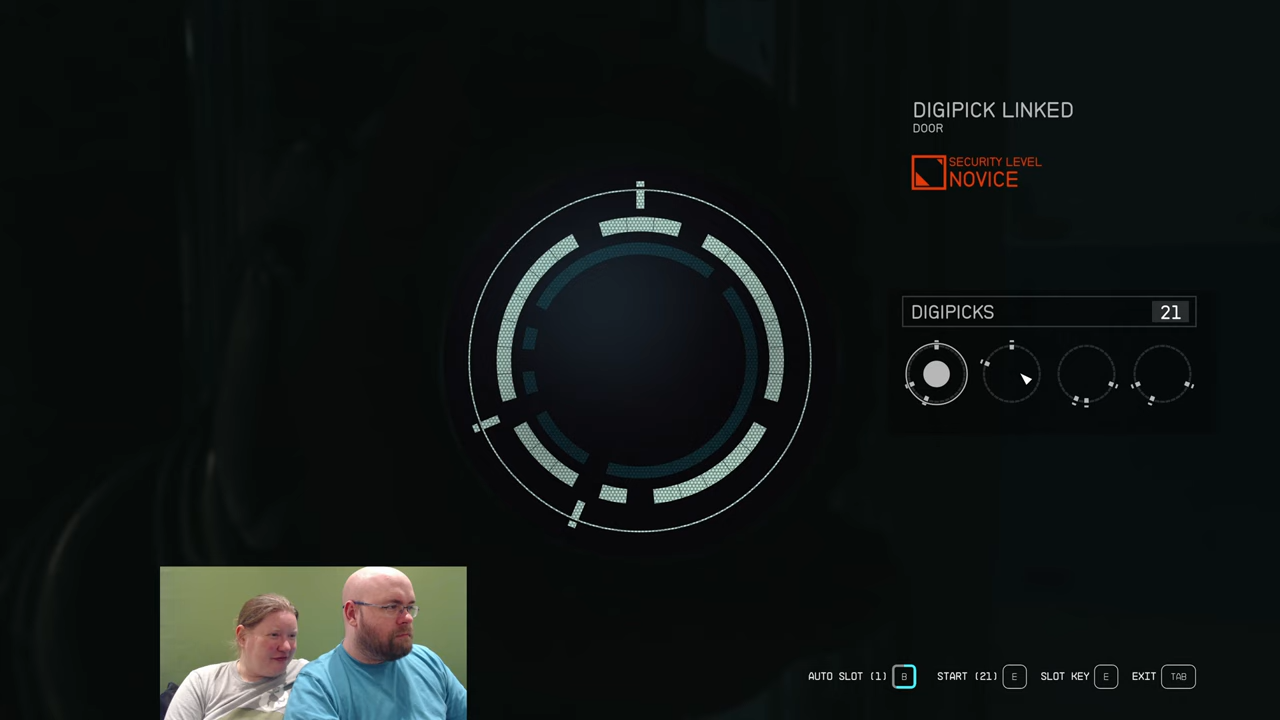 DIGIPICK LINKED
DOOR
SECURITY LEVEL
NOVICE
DIGIPICKS 21
AUTO SLOT (1) B START (21) E SLOT KEY E EXIT TAB